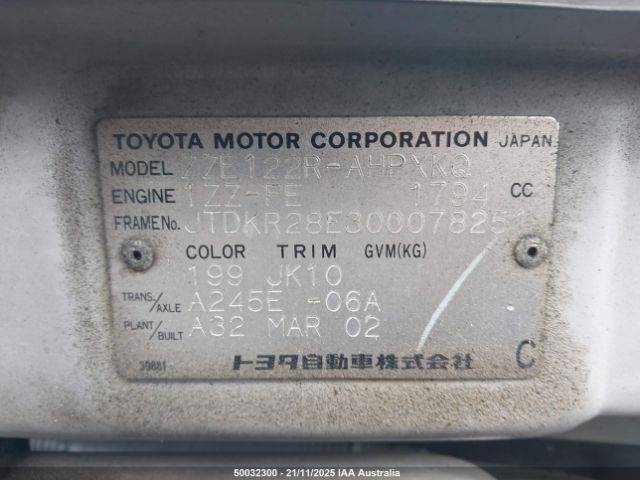 TOYOTA MOTOR CORPORATION JAPAN
MODEL ZZE122R-AHPXKQ
ENGINE 1ZZ-FE 1794 CC
FRAME No. JTDKR28E300078251
COLOR TRIM GVM(KG)
199 JK10
TRANS./AXLE A245E -06A
PLANT/BUILT A32 MAR 02
30881 トヨタ自動車株式会社 C
50032300 - 21/11/2025 IAA Australia